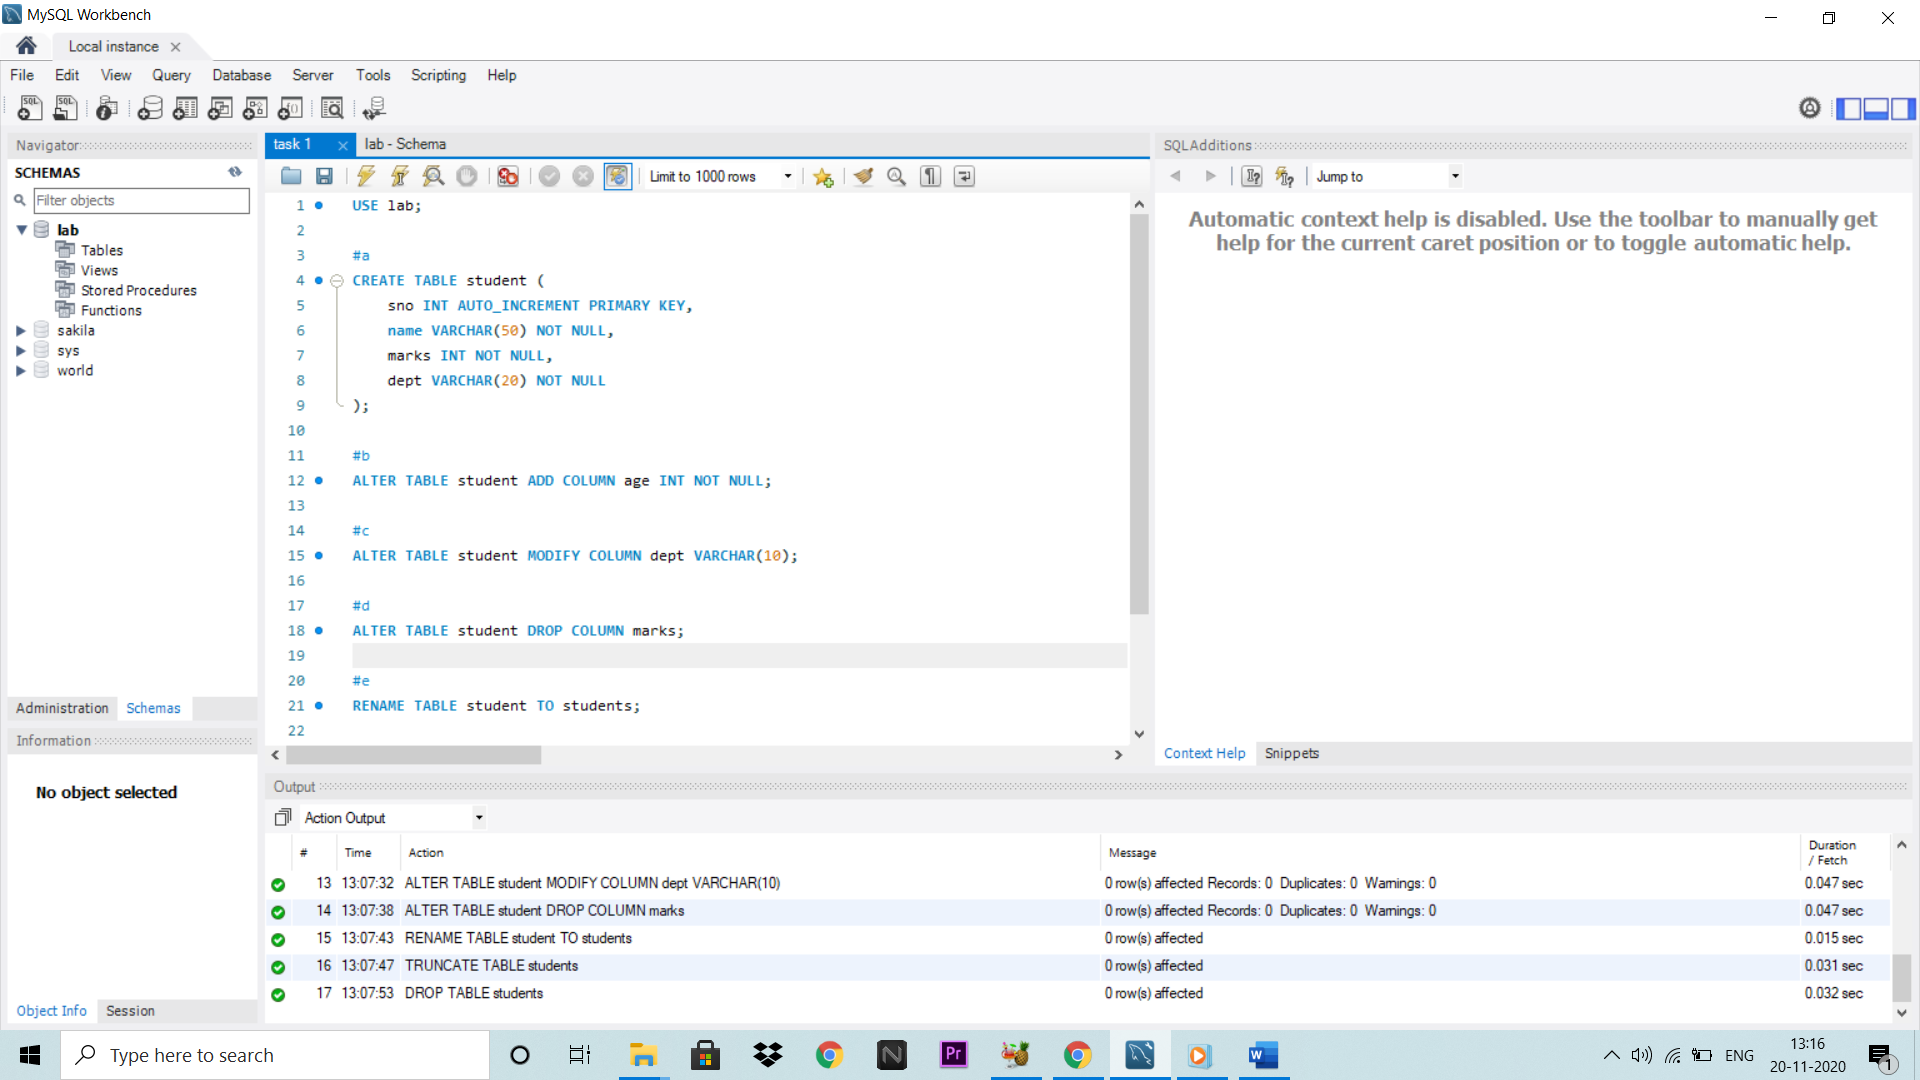 MySQL Workbench
Local instance
File Edit View Query Database Server Tools Scripting Help
Navigator
SCHEMAS
Filter objects
lab
Tables
Views
Stored Procedures
Functions
sakila
sys
world
Administration Schemas
Information
No object selected
Object Info Session
task 1 lab - Schema
Limit to 1000 rows
1 USE lab;
2
3 #a
4 CREATE TABLE student (
5 sno INT AUTO_INCREMENT PRIMARY KEY,
6 name VARCHAR(50) NOT NULL,
7 marks INT NOT NULL,
8 dept VARCHAR(20) NOT NULL
9 );
10
11 #b
12 ALTER TABLE student ADD COLUMN age INT NOT NULL;
13
14 #c
15 ALTER TABLE student MODIFY COLUMN dept VARCHAR(10);
16
17 #d
18 ALTER TABLE student DROP COLUMN marks;
19
20 #e
21 RENAME TABLE student TO students;
22
SQLAdditions
Jump to
Automatic context help is disabled. Use the toolbar to manually get
help for the current caret position or to toggle automatic help.
Context Help Snippets
Output
Action Output
# Time Action Message Duration / Fetch
13 13:07:32 ALTER TABLE student MODIFY COLUMN dept VARCHAR(10) 0 row(s) affected Records: 0 Duplicates: 0 Warnings: 0 0.047 sec
14 13:07:38 ALTER TABLE student DROP COLUMN marks 0 row(s) affected Records: 0 Duplicates: 0 Warnings: 0 0.047 sec
15 13:07:43 RENAME TABLE student TO students 0 row(s) affected 0.015 sec
16 13:07:47 TRUNCATE TABLE students 0 row(s) affected 0.031 sec
17 13:07:53 DROP TABLE students 0 row(s) affected 0.032 sec
Type here to search
ENG
13:16
20-11-2020
1